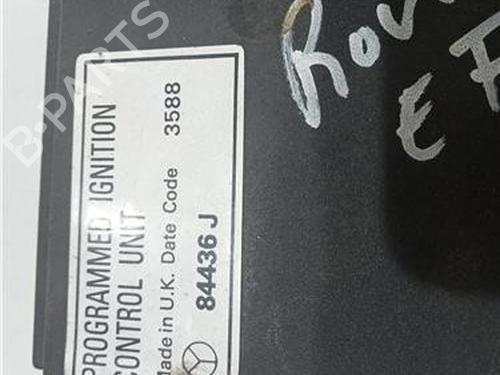 PROGRAMMED IGNITION
CONTROL UNIT
Made in U.K. Date Code 3588
84436 J
B-PARTS